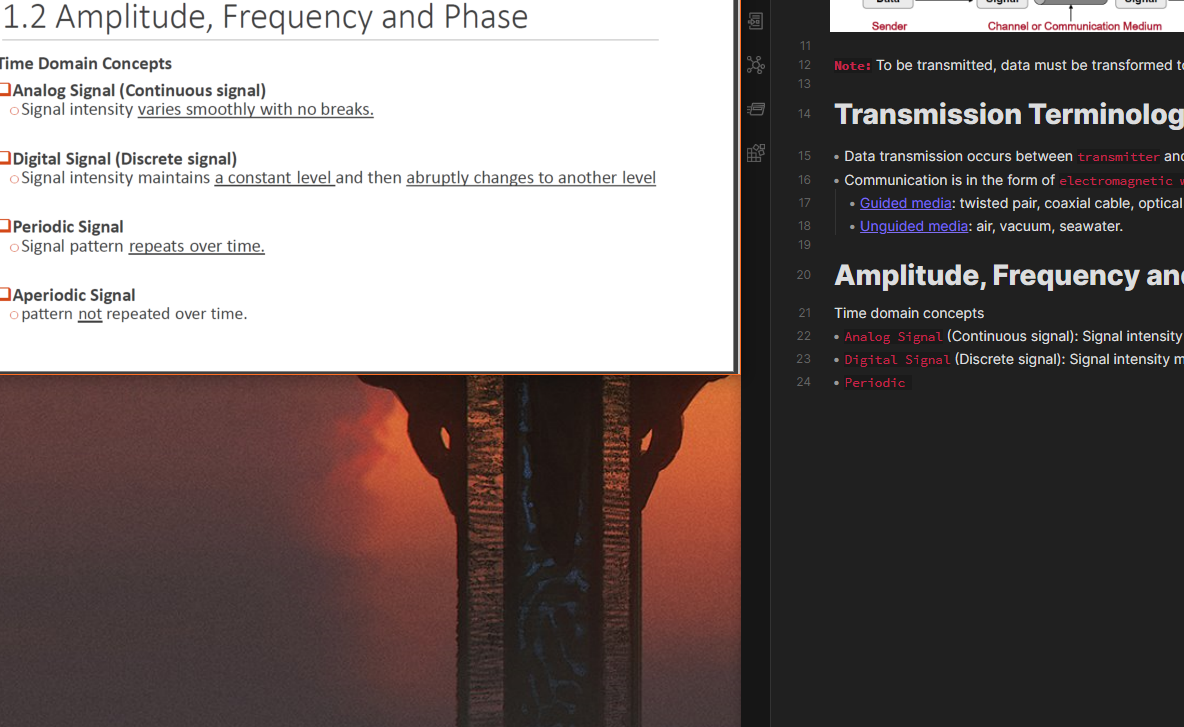 1.2 Amplitude, Frequency and Phase
Time Domain Concepts
Analog Signal (Continuous signal)
Signal intensity varies smoothly with no breaks.
Digital Signal (Discrete signal)
Signal intensity maintains a constant level and then abruptly changes to another level
Periodic Signal
Signal pattern repeats over time.
Aperiodic Signal
pattern not repeated over time.
Data Signal Signal
Sender Channel or Communication Medium
11
12 Note: To be transmitted, data must be transformed to
13
14 Transmission Terminolog
15 Data transmission occurs between transmitter and
16 Communication is in the form of electromagnetic w
17 Guided media: twisted pair, coaxial cable, optical
18 Unguided media: air, vacuum, seawater.
19
20 Amplitude, Frequency and
21 Time domain concepts
22 Analog Signal (Continuous signal): Signal intensity
23 Digital Signal (Discrete signal): Signal intensity m
24 Periodic